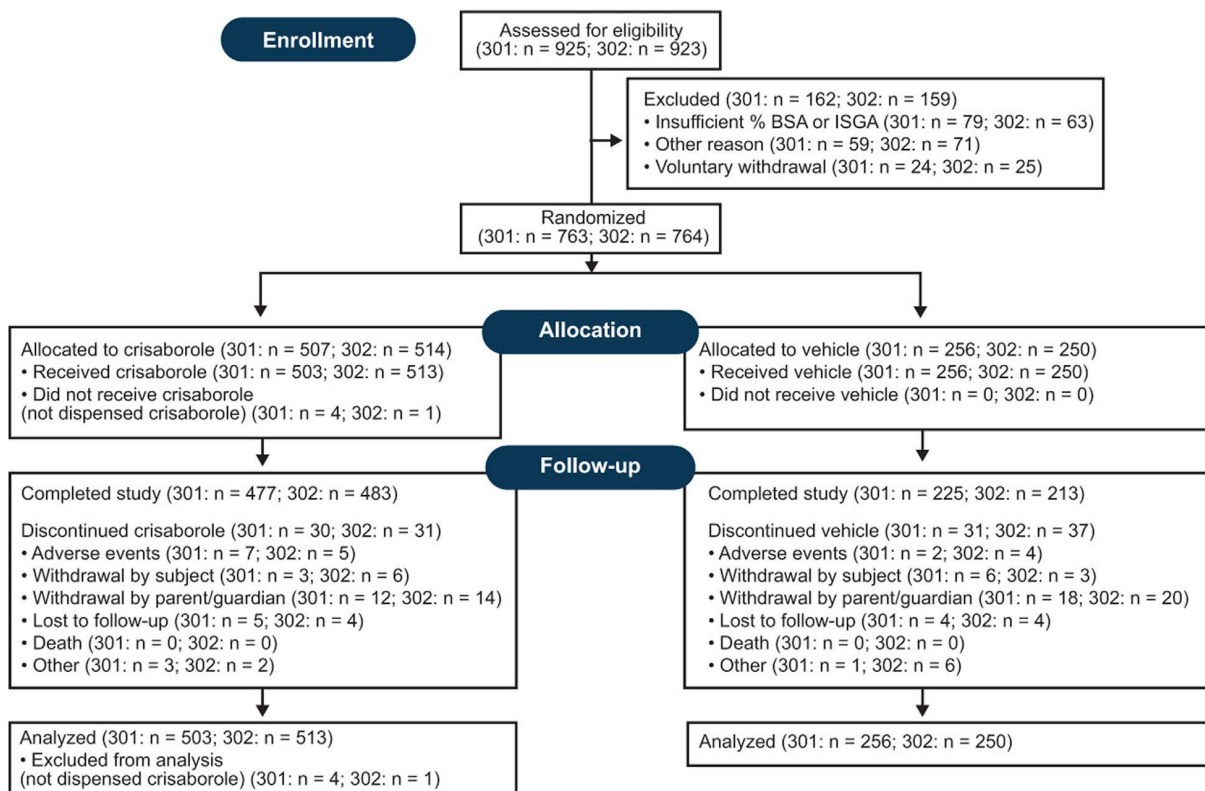 Enrollment
Assessed for eligibility
(301: n = 925; 302: n = 923)
Excluded (301: n = 162; 302: n = 159)
• Insufficient % BSA or ISGA (301: n = 79; 302: n = 63)
• Other reason (301: n = 59; 302: n = 71)
• Voluntary withdrawal (301: n = 24; 302: n = 25)
Randomized
(301: n = 763; 302: n = 764)
Allocation
Allocated to crisaborole (301: n = 507; 302: n = 514)
• Received crisaborole (301: n = 503; 302: n = 513)
• Did not receive crisaborole
(not dispensed crisaborole) (301: n = 4; 302: n = 1)
Allocated to vehicle (301: n = 256; 302: n = 250)
• Received vehicle (301: n = 256; 302: n = 250)
• Did not receive vehicle (301: n = 0; 302: n = 0)
Follow-up
Completed study (301: n = 477; 302: n = 483)
Discontinued crisaborole (301: n = 30; 302: n = 31)
• Adverse events (301: n = 7; 302: n = 5)
• Withdrawal by subject (301: n = 3; 302: n = 6)
• Withdrawal by parent/guardian (301: n = 12; 302: n = 14)
• Lost to follow-up (301: n = 5; 302: n = 4)
• Death (301: n = 0; 302: n = 0)
• Other (301: n = 3; 302: n = 2)
Completed study (301: n = 225; 302: n = 213)
Discontinued vehicle (301: n = 31; 302: n = 37)
• Adverse events (301: n = 2; 302: n = 4)
• Withdrawal by subject (301: n = 6; 302: n = 3)
• Withdrawal by parent/guardian (301: n = 18; 302: n = 20)
• Lost to follow-up (301: n = 4; 302: n = 4)
• Death (301: n = 0; 302: n = 0)
• Other (301: n = 1; 302: n = 6)
Analyzed (301: n = 503; 302: n = 513)
• Excluded from analysis
(not dispensed crisaborole) (301: n = 4; 302: n = 1)
Analyzed (301: n = 256; 302: n = 250)